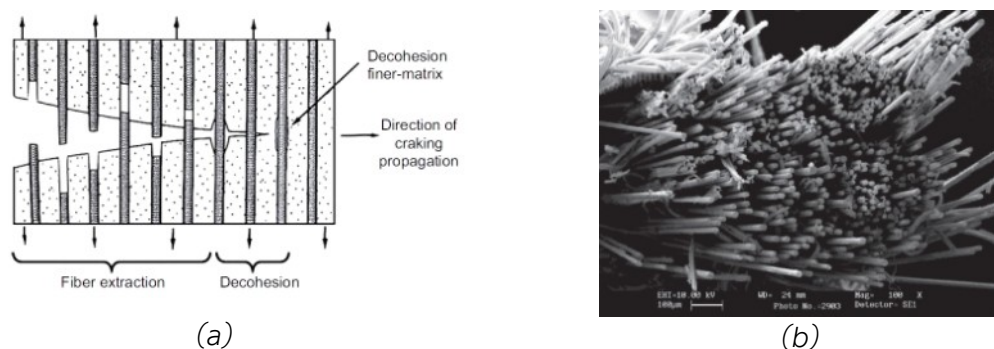 Decohesion
finer-matrix
Direction of
craking
propagation
Fiber extraction
Decohesion
(a)
EHT=10.00 kV WD= 24 mm Mag= 100 X
100µm Photo No.=2903 Detector= SE1
(b)